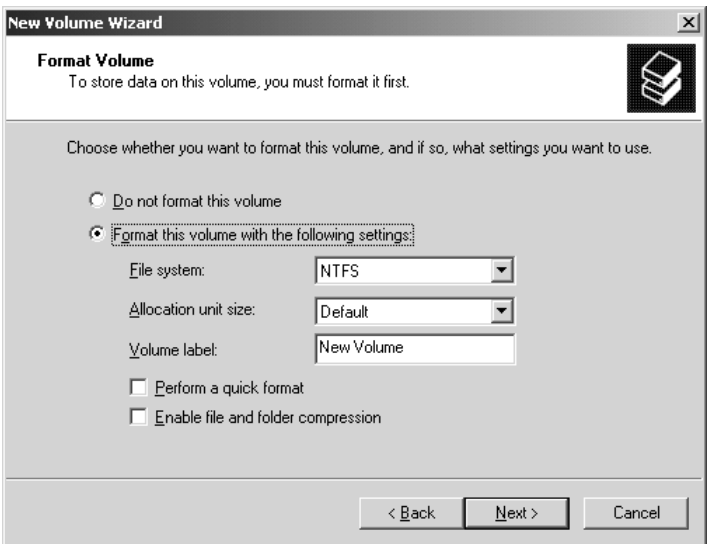 New Volume Wizard
Format Volume
To store data on this volume, you must format it first.
Choose whether you want to format this volume, and if so, what settings you want to use.
Do not format this volume
Format this volume with the following settings:
File system: NTFS
Allocation unit size: Default
Volume label: New Volume
Perform a quick format
Enable file and folder compression
< Back Next > Cancel